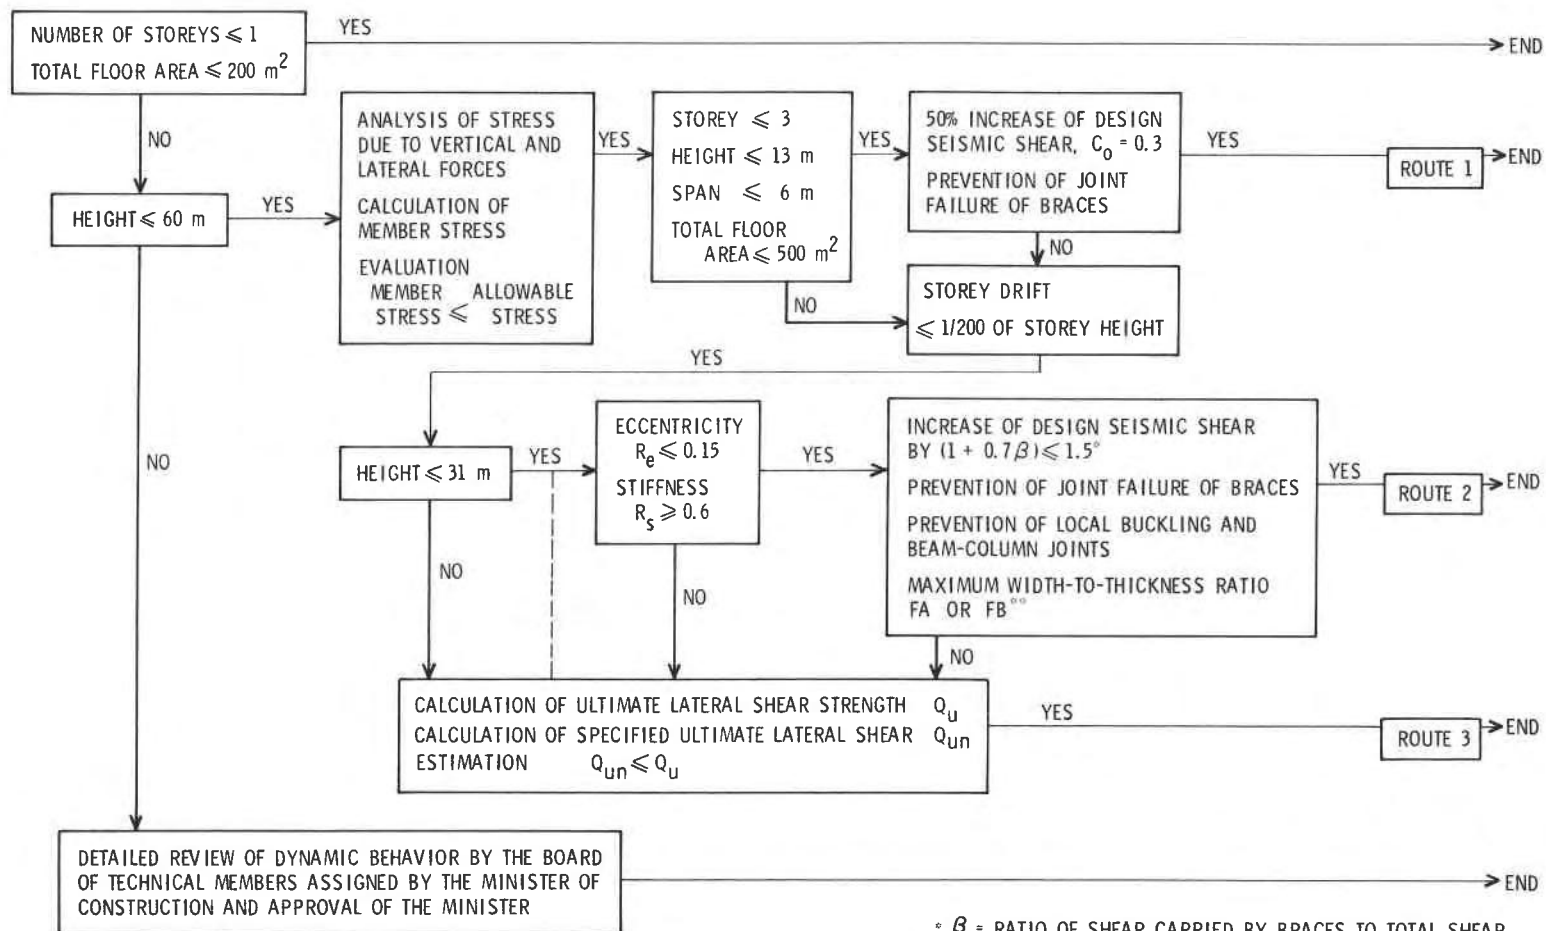 NUMBER OF STOREYS ⩽ 1
TOTAL FLOOR AREA ⩽ 200 m²
YES
END
NO
HEIGHT ⩽ 60 m
YES
ANALYSIS OF STRESS
DUE TO VERTICAL AND
LATERAL FORCES
CALCULATION OF
MEMBER STRESS
EVALUATION
MEMBER ALLOWABLE
STRESS ⩽ STRESS
YES
STOREY ⩽ 3
HEIGHT ⩽ 13 m
SPAN ⩽ 6 m
TOTAL FLOOR
AREA ⩽ 500 m²
YES
50% INCREASE OF DESIGN
SEISMIC SHEAR, C₀ = 0.3
PREVENTION OF JOINT
FAILURE OF BRACES
YES
ROUTE 1
END
NO
NO
STOREY DRIFT
⩽ 1/200 OF STOREY HEIGHT
YES
NO
HEIGHT ⩽ 31 m
YES
ECCENTRICITY
Re ⩽ 0.15
STIFFNESS
Rs ⩾ 0.6
YES
INCREASE OF DESIGN SEISMIC SHEAR
BY (1 + 0.7β) ⩽ 1.5*
PREVENTION OF JOINT FAILURE OF BRACES
PREVENTION OF LOCAL BUCKLING AND
BEAM-COLUMN JOINTS
MAXIMUM WIDTH-TO-THICKNESS RATIO
FA OR FB**
YES
ROUTE 2
END
NO
NO
NO
CALCULATION OF ULTIMATE LATERAL SHEAR STRENGTH Qu
CALCULATION OF SPECIFIED ULTIMATE LATERAL SHEAR Qun
ESTIMATION Qun ⩽ Qu
YES
ROUTE 3
END
DETAILED REVIEW OF DYNAMIC BEHAVIOR BY THE BOARD
OF TECHNICAL MEMBERS ASSIGNED BY THE MINISTER OF
CONSTRUCTION AND APPROVAL OF THE MINISTER
END
* β = RATIO OF SHEAR CARRIED BY BRACES TO TOTAL SHEAR